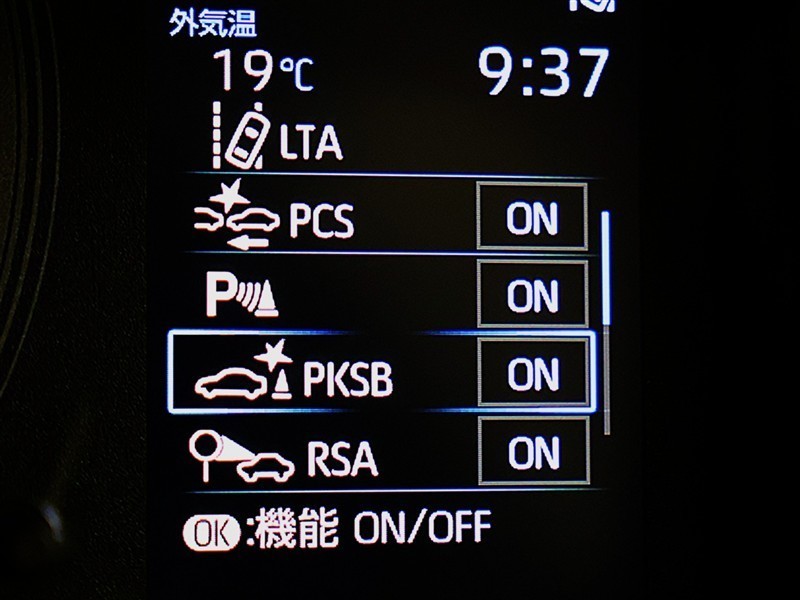 外気温
19℃ 9:37
LTA
PCS ON
P ON
PKSB ON
RSA ON
OK:機能 ON/OFF